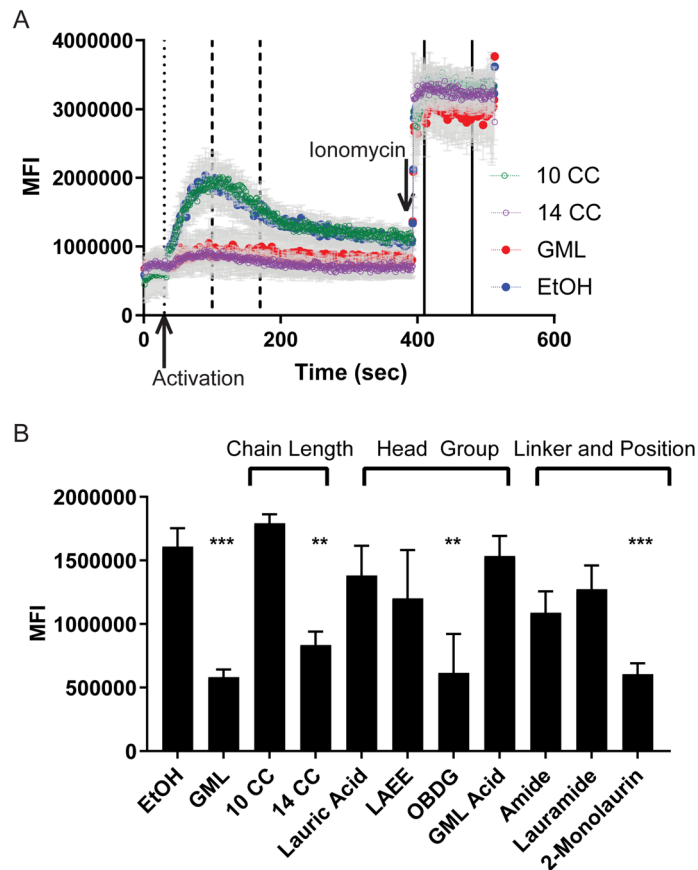 A
4000000
3000000
2000000
1000000
0
MFI
Ionomycin
10 CC
14 CC
GML
EtOH
0
200
400
600
Activation
Time (sec)
B
Chain Length
Head Group
Linker and Position
2000000
1500000
1000000
500000
0
MFI
***
**
**
***
EtOH
GML
10 CC
14 CC
Lauric Acid
LAEE
OBDG
GML Acid
Amide
Lauramide
2-Monolaurin